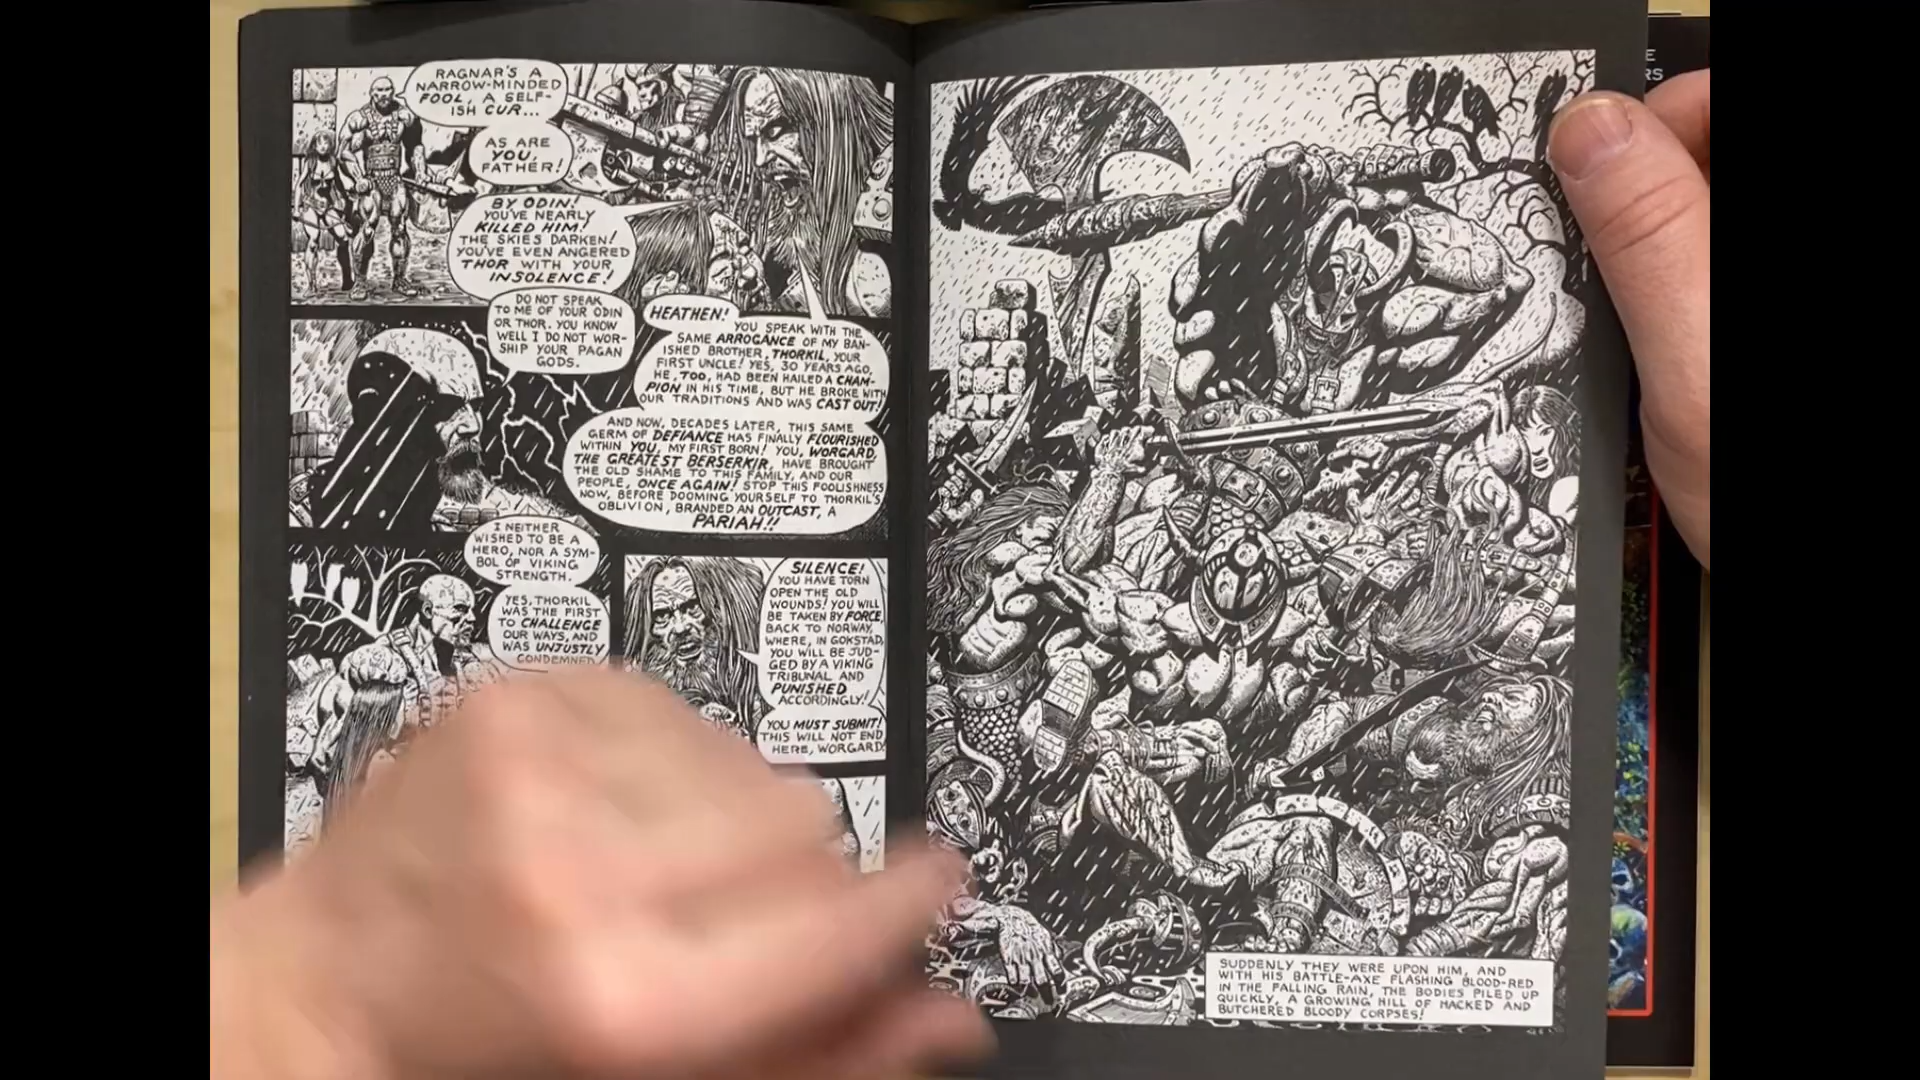 RAGNAR'S A
NARROW-MINDED
FOOL, A SELF-
ISH CUR...
AS ARE
YOU,
FATHER!
BY ODIN!
YOU'VE NEARLY
KILLED HIM!
THE SKIES DARKEN!
YOU'VE EVEN ANGERED
THOR WITH YOUR
INSOLENCE!
DO NOT SPEAK
TO ME OF YOUR ODIN
OR THOR. YOU KNOW
WELL I DO NOT WOR-
SHIP YOUR PAGAN
GODS.
HEATHEN!
YOU SPEAK WITH THE
SAME ARROGANCE OF MY BAN-
ISHED BROTHER, THORKIL, YOUR
FIRST UNCLE! YES, 30 YEARS AGO,
HE, TOO, HAD BEEN HAILED A CHAM-
PION IN HIS TIME, BUT HE BROKE WITH
OUR TRADITIONS AND WAS CAST OUT!
AND NOW, DECADES LATER, THIS SAME
GERM OF DEFIANCE HAS FINALLY FLOURISHED
WITHIN YOU, MY FIRST BORN! YOU, WORGARD,
THE GREATEST BERSERKIR, HAVE BROUGHT
THE OLD SHAME TO THIS FAMILY, AND OUR
PEOPLE, ONCE AGAIN! STOP THIS FOOLISHNESS
NOW, BEFORE DOOMING YOURSELF TO THORKIL'S
OBLIVION, BRANDED AN OUTCAST, A
PARIAH!!
I NEITHER
WISHED TO BE A
HERO, NOR A SYM-
BOL OF VIKING
STRENGTH.
YES, THORKIL
WAS THE FIRST
TO CHALLENGE
OUR WAYS, AND
WAS UNJUSTLY
CONDEMNED
SILENCE!
YOU HAVE TORN
OPEN THE OLD
WOUNDS! YOU WILL
BE TAKEN BY FORCE,
BACK TO NORWAY,
WHERE, IN GOKSTAD,
YOU WILL BE JUD-
GED BY A VIKING
TRIBUNAL AND
PUNISHED
ACCORDINGLY!
YOU MUST SUBMIT!
THIS WILL NOT END
HERE, WORGARD.
SUDDENLY THEY WERE UPON HIM, AND
WITH HIS BATTLE-AXE FLASHING BLOOD-RED
IN THE FALLING RAIN, THE BODIES PILED UP
QUICKLY, A GROWING HILL OF HACKED AND
BUTCHERED BLOODY CORPSES!